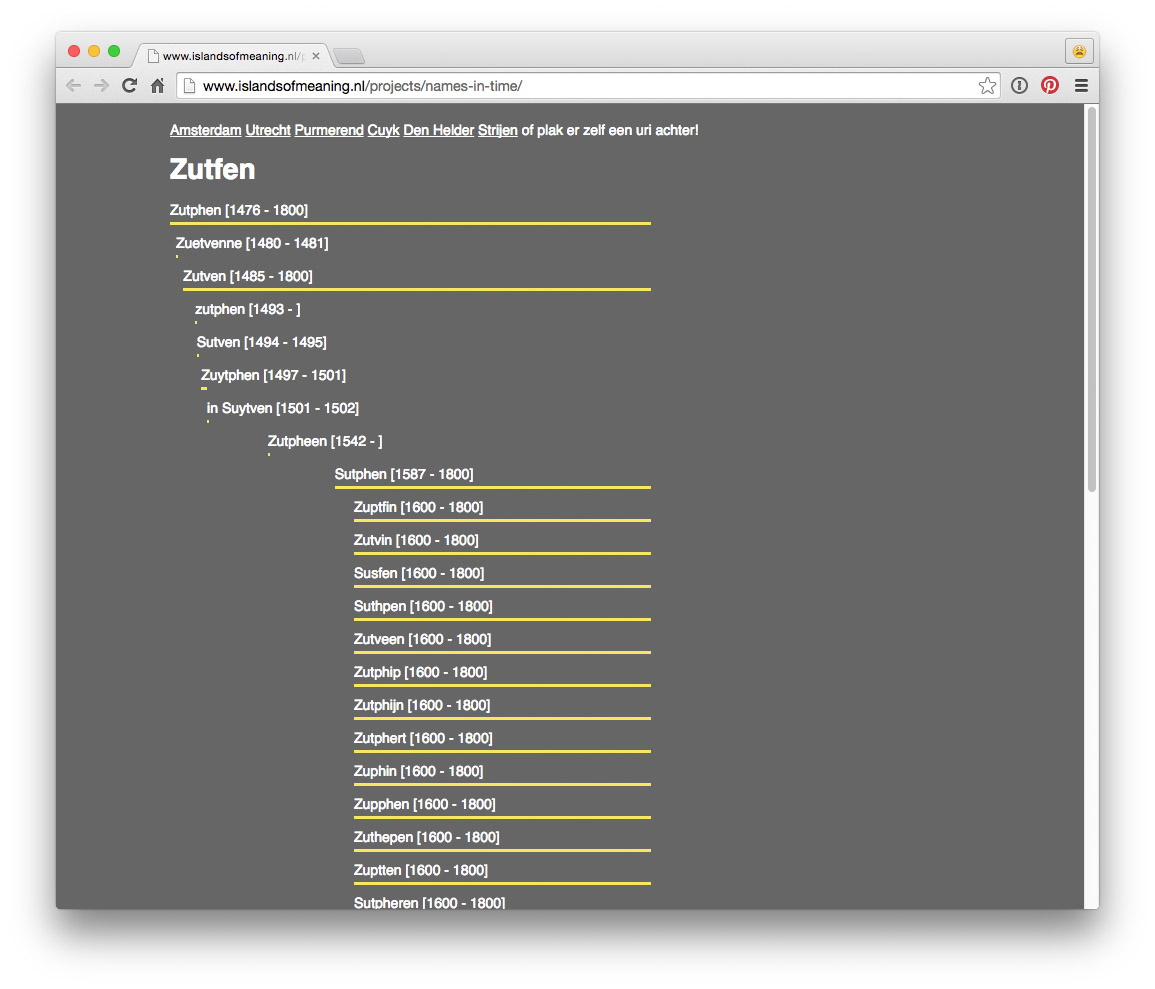 www.islandsofmeaning.nl/p
www.islandsofmeaning.nl/projects/names-in-time/
Amsterdam Utrecht Purmerend Cuyk Den Helder Strijen of plak er zelf een uri achter!
Zutfen
Zutphen [1476 - 1800]
Zuetvenne [1480 - 1481]
Zutven [1485 - 1800]
zutphen [1493 - ]
Sutven [1494 - 1495]
Zuytphen [1497 - 1501]
in Suytven [1501 - 1502]
Zutpheen [1542 - ]
Sutphen [1587 - 1800]
Zuptfin [1600 - 1800]
Zutvin [1600 - 1800]
Susfen [1600 - 1800]
Suthpen [1600 - 1800]
Zutveen [1600 - 1800]
Zutphip [1600 - 1800]
Zutphijn [1600 - 1800]
Zutphert [1600 - 1800]
Zuphin [1600 - 1800]
Zupphen [1600 - 1800]
Zuthepen [1600 - 1800]
Zuptten [1600 - 1800]
Sutpheren [1600 - 1800]